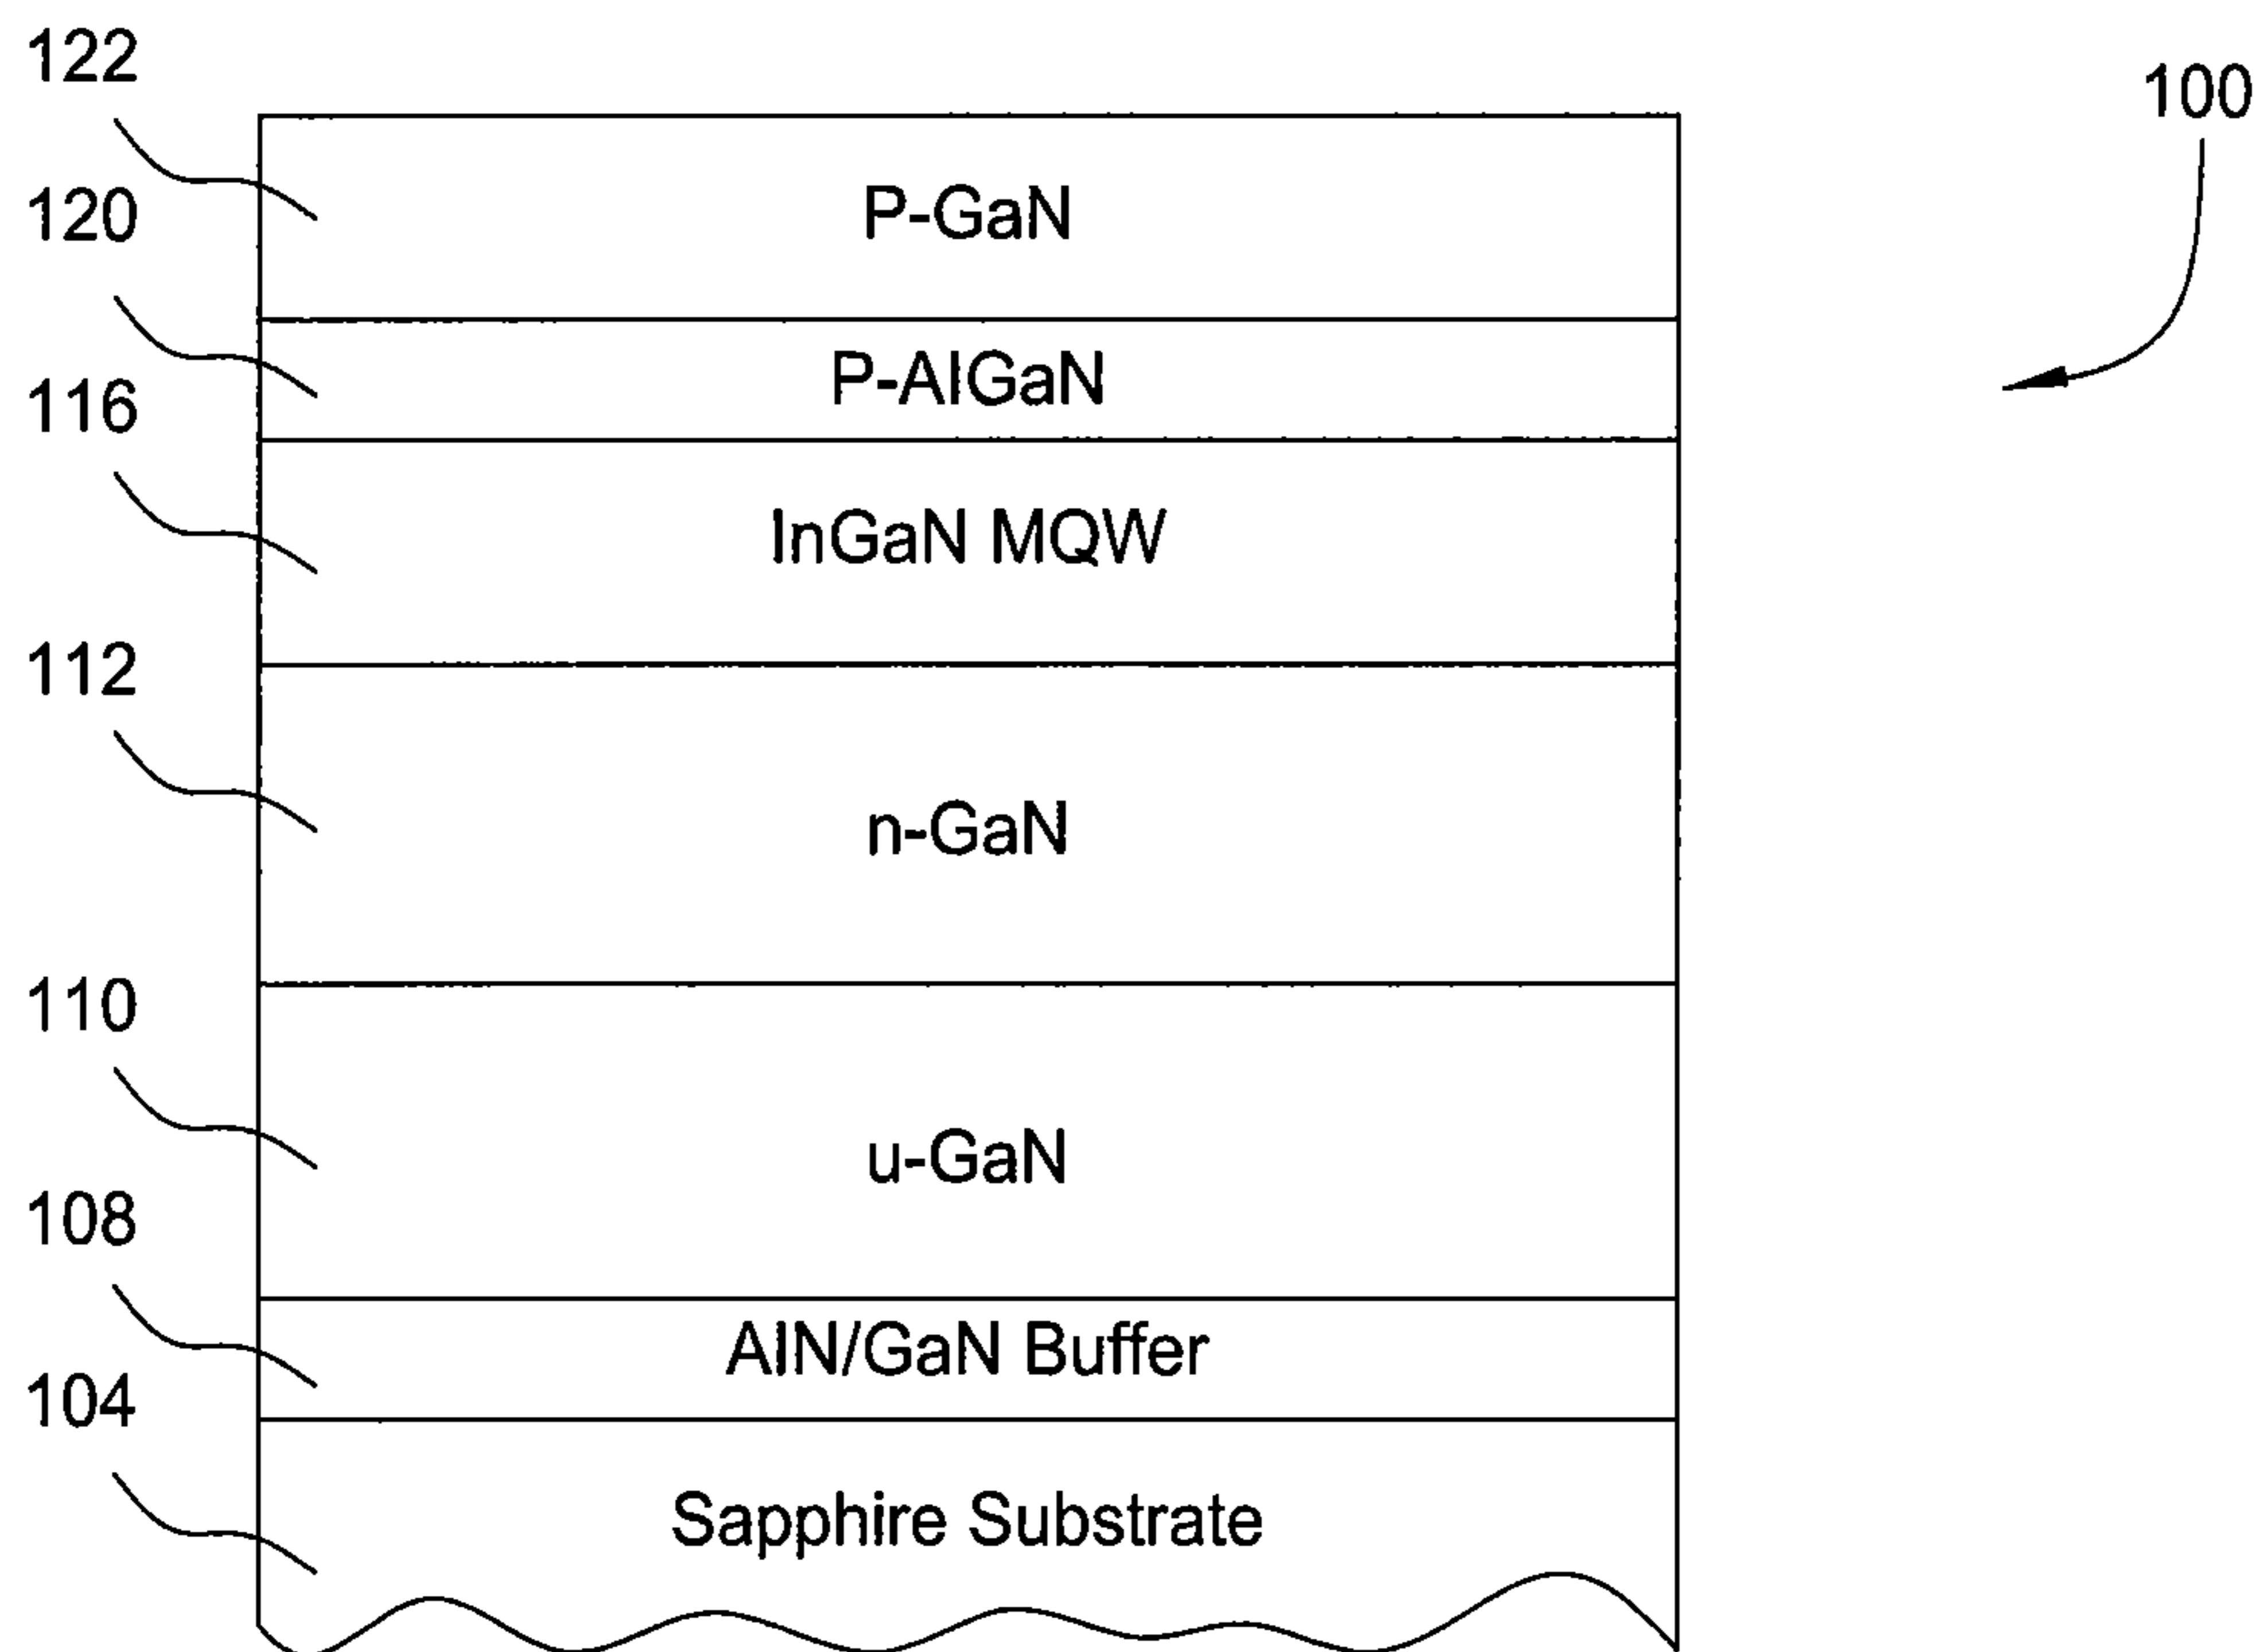 122
100
P-GaN
120
P-AlGaN
116
InGaN MQW
112
n-GaN
110
u-GaN
108
AlN/GaN Buffer
104
Sapphire Substrate